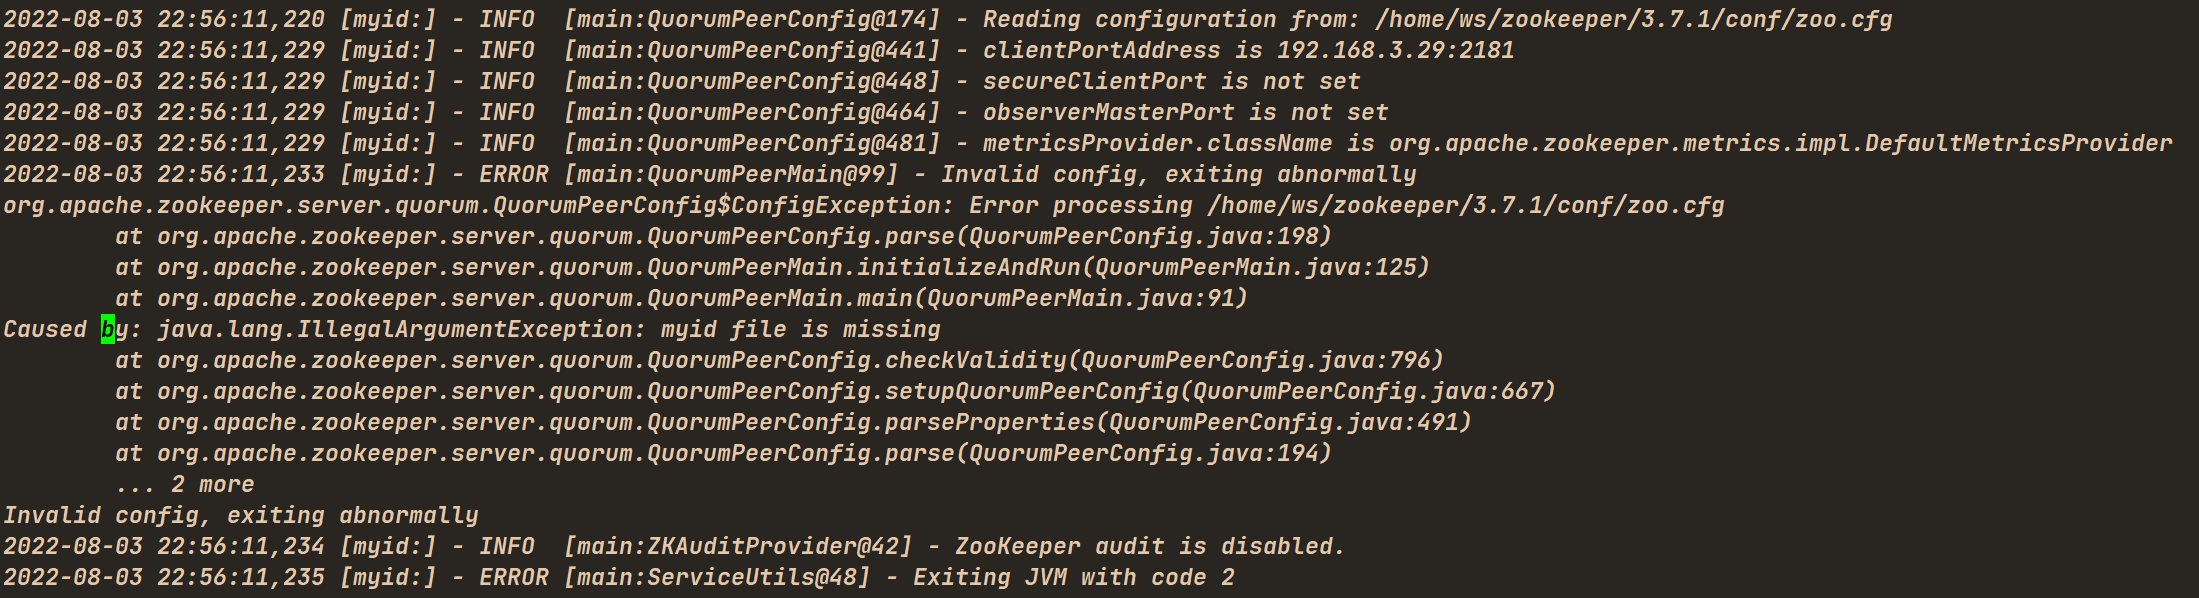 2022-08-03 22:56:11,220 [myid:] - INFO  [main:QuorumPeerConfig@174] - Reading configuration from: /home/ws/zookeeper/3.7.1/conf/zoo.cfg
2022-08-03 22:56:11,229 [myid:] - INFO  [main:QuorumPeerConfig@441] - clientPortAddress is 192.168.3.29:2181
2022-08-03 22:56:11,229 [myid:] - INFO  [main:QuorumPeerConfig@448] - secureClientPort is not set
2022-08-03 22:56:11,229 [myid:] - INFO  [main:QuorumPeerConfig@464] - observerMasterPort is not set
2022-08-03 22:56:11,229 [myid:] - INFO  [main:QuorumPeerConfig@481] - metricsProvider.className is org.apache.zookeeper.metrics.impl.DefaultMetricsProvider
2022-08-03 22:56:11,233 [myid:] - ERROR [main:QuorumPeerMain@99] - Invalid config, exiting abnormally
org.apache.zookeeper.server.quorum.QuorumPeerConfig$ConfigException: Error processing /home/ws/zookeeper/3.7.1/conf/zoo.cfg
        at org.apache.zookeeper.server.quorum.QuorumPeerConfig.parse(QuorumPeerConfig.java:198)
        at org.apache.zookeeper.server.quorum.QuorumPeerMain.initializeAndRun(QuorumPeerMain.java:125)
        at org.apache.zookeeper.server.quorum.QuorumPeerMain.main(QuorumPeerMain.java:91)
Caused by: java.lang.IllegalArgumentException: myid file is missing
        at org.apache.zookeeper.server.quorum.QuorumPeerConfig.checkValidity(QuorumPeerConfig.java:796)
        at org.apache.zookeeper.server.quorum.QuorumPeerConfig.setupQuorumPeerConfig(QuorumPeerConfig.java:667)
        at org.apache.zookeeper.server.quorum.QuorumPeerConfig.parseProperties(QuorumPeerConfig.java:491)
        at org.apache.zookeeper.server.quorum.QuorumPeerConfig.parse(QuorumPeerConfig.java:194)
        ... 2 more
Invalid config, exiting abnormally
2022-08-03 22:56:11,234 [myid:] - INFO  [main:ZKAuditProvider@42] - ZooKeeper audit is disabled.
2022-08-03 22:56:11,235 [myid:] - ERROR [main:ServiceUtils@48] - Exiting JVM with code 2